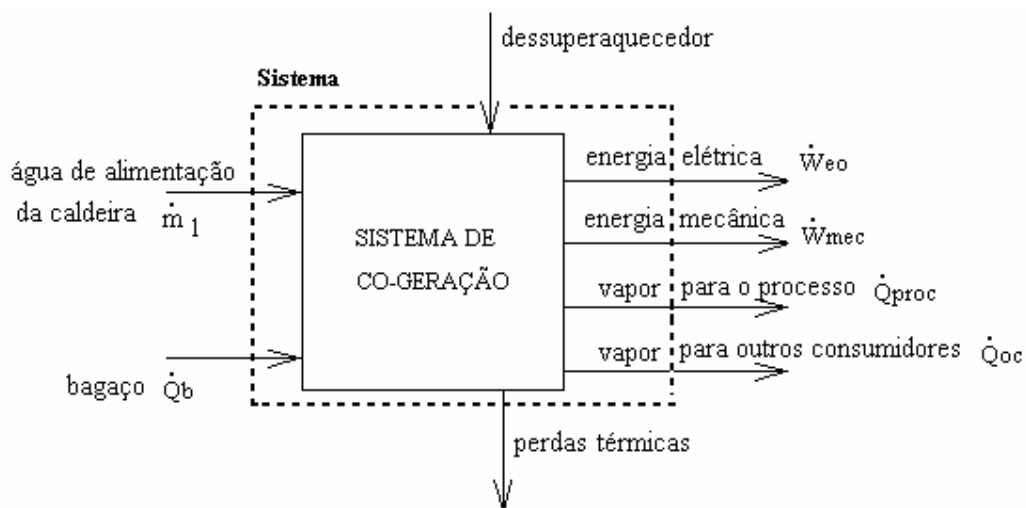 dessuperaquecedor
Sistema
água de alimentação
da caldeira ṁ 1
bagaço Q̇b
SISTEMA DE
CO-GERAÇÃO
energia elétrica Ẇeo
energia mecânica Ẇmec
vapor para o processo Q̇proc
vapor para outros consumidores Q̇oc
perdas térmicas